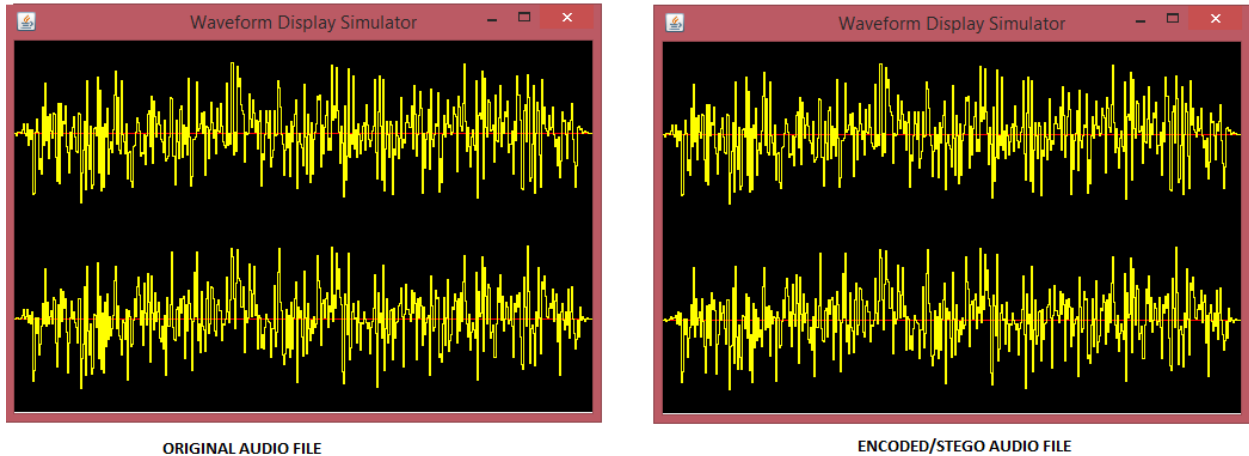 Waveform Display Simulator
Waveform Display Simulator
ORIGINAL AUDIO FILE
ENCODED/STEGO AUDIO FILE